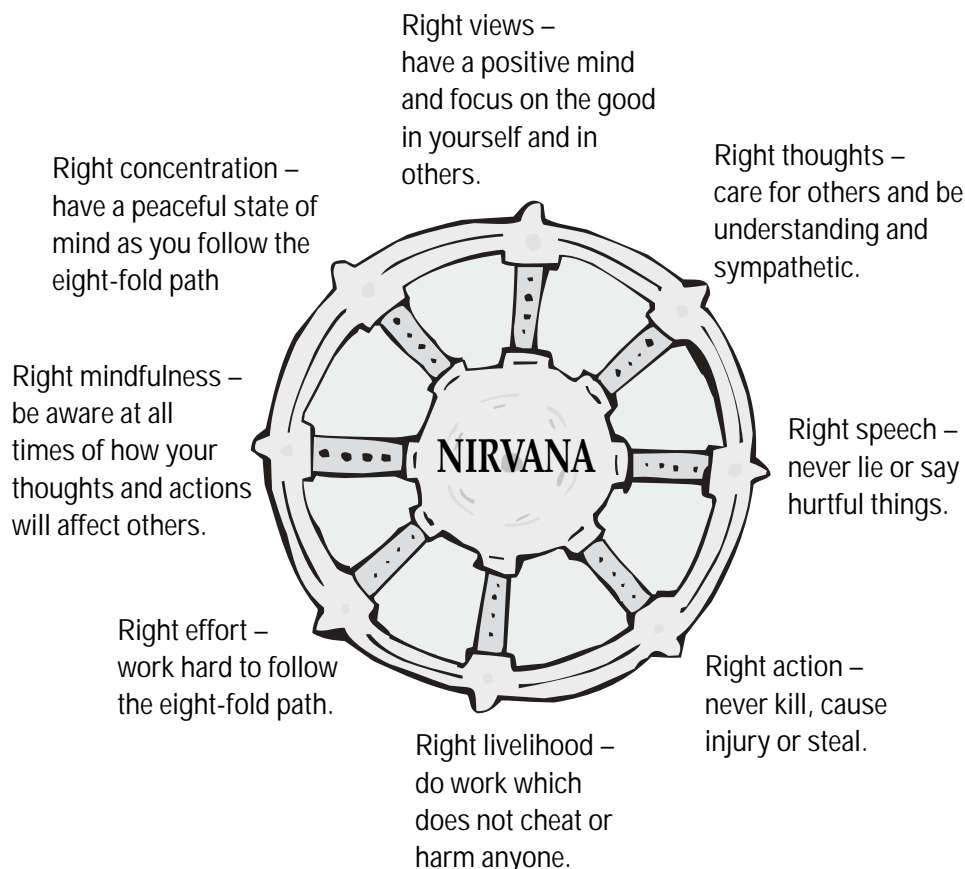 Right views –
have a positive mind
and focus on the good
in yourself and in
others.
Right thoughts –
care for others and be
understanding and
sympathetic.
Right speech –
never lie or say
hurtful things.
Right action –
never kill, cause
injury or steal.
Right livelihood –
do work which
does not cheat or
harm anyone.
Right effort –
work hard to follow
the eight-fold path.
Right mindfulness –
be aware at all
times of how your
thoughts and actions
will affect others.
Right concentration –
have a peaceful state of
mind as you follow the
eight-fold path
NIRVANA